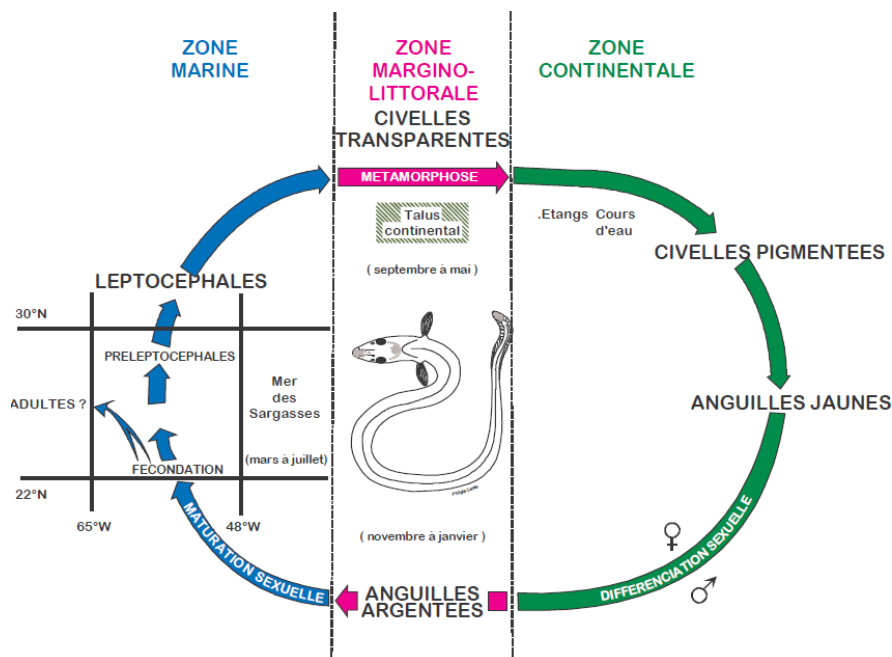 ZONE
MARINE
ZONE
MARGINO-
LITTORALE
ZONE
CONTINENTALE
CIVELLES
TRANSPARENTES
METAMORPHOSE
Talus
continental
.Etangs Cours
d'eau
( septembre à mai )
CIVELLES PIGMENTEES
LEPTOCEPHALES
30°N
PRELEPTOCEPHALES
Mer
des
Sargasses
ADULTES ?
ANGUILLES JAUNES
(mars à juillet)
FECONDATION
22°N
65°W
48°W
MATURATION SEXUELLE
( novembre à janvier )
♀
DIFFERENCIATION SEXUELLE
♂
ANGUILLES
ARGENTEES